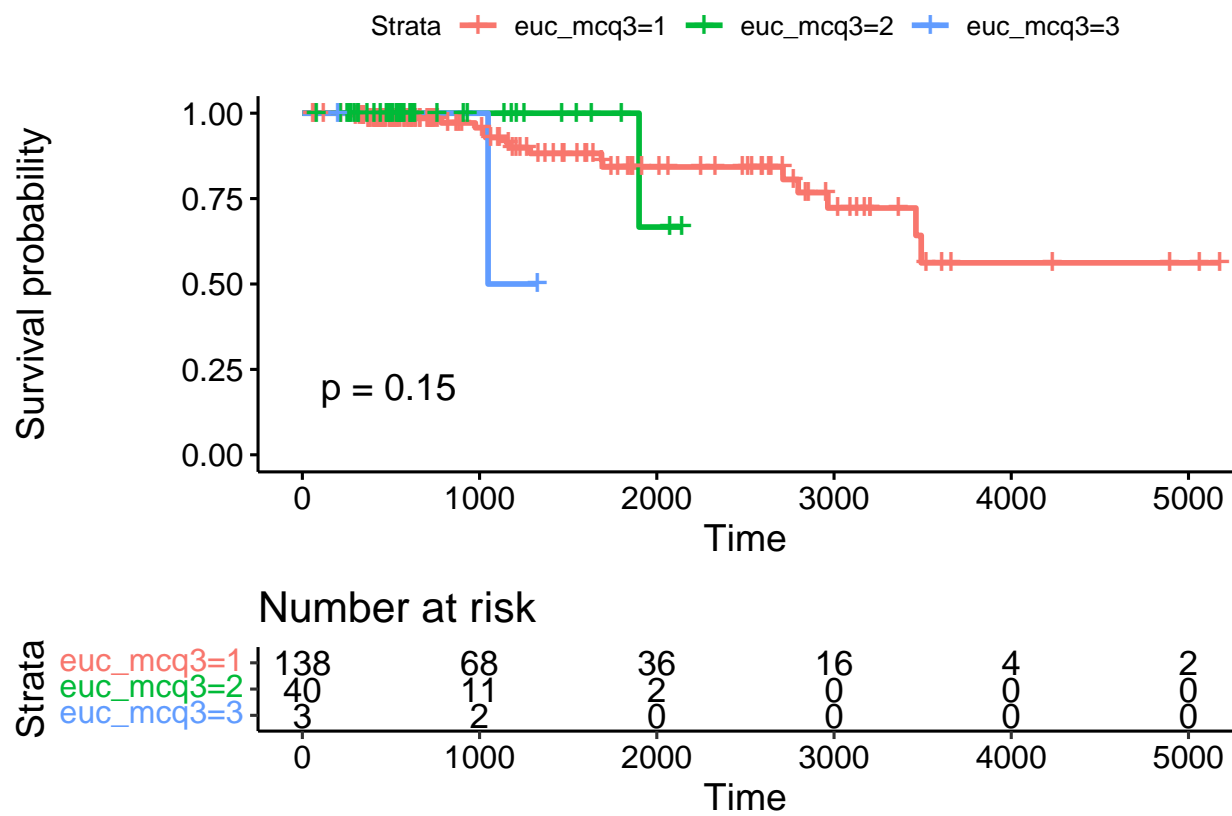 Strata euc_mcq3=1 euc_mcq3=2 euc_mcq3=3
Survival probability
1.00
0.75
0.50
0.25
0.00
p = 0.15
0 1000 2000 3000 4000 5000
Time
Number at risk
Strata
euc_mcq3=1 138 68 36 16 4 2
euc_mcq3=2 40 11 2 0 0 0
euc_mcq3=3 3 2 0 0 0 0
0 1000 2000 3000 4000 5000
Time